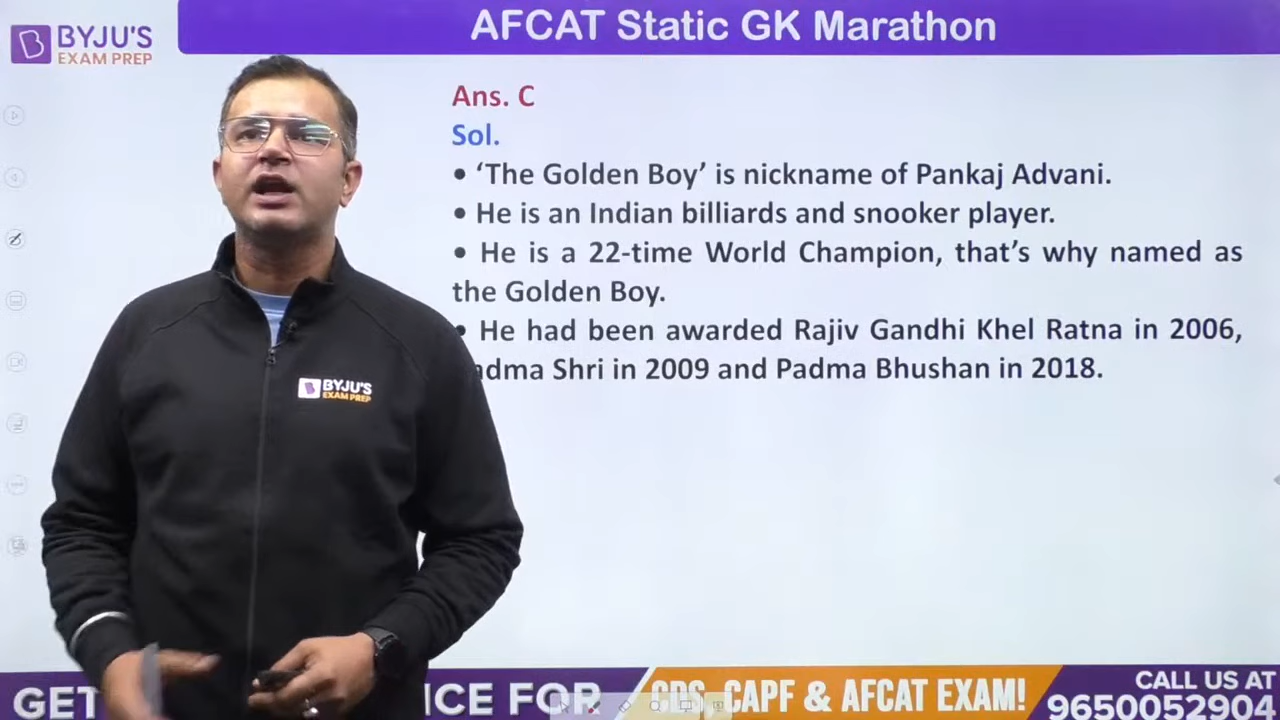 BYJU'S
EXAM PREP
AFCAT Static GK Marathon
Ans. C
Sol.
• ‘The Golden Boy’ is nickname of Pankaj Advani.
• He is an Indian billiards and snooker player.
• He is a 22-time World Champion, that’s why named as
the Golden Boy.
• He had been awarded Rajiv Gandhi Khel Ratna in 2006,
adma Shri in 2009 and Padma Bhushan in 2018.
BYJU'S
EXAM PREP
GET
ICE FOR
CDS, CAPF & AFCAT EXAM!
CALL US AT
9650052904